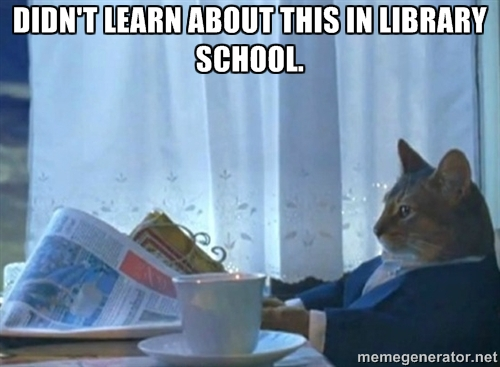 DIDN'T LEARN ABOUT THIS IN LIBRARY
SCHOOL.
memegenerator.net